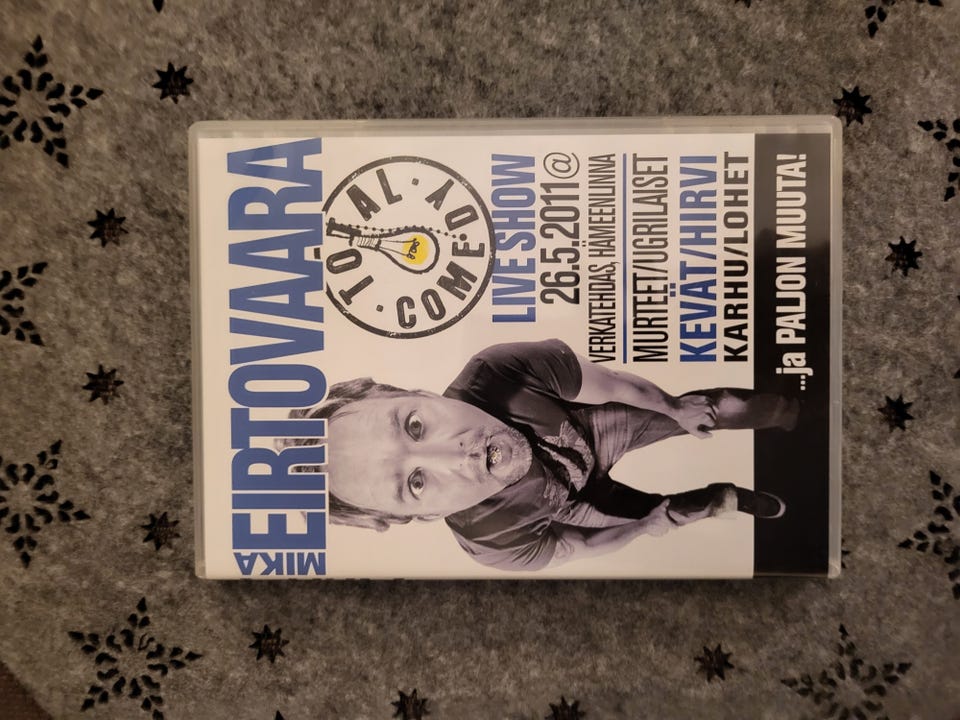 MIKA
EIRTOVAARA
TOTAL · COMEDY ·
LIVE SHOW
26.5.2011@
VERKATEHDAS, HÄMEENLINNA
MURTEET/UGRILAISET
KEVÄT/HIRVI
KARHU/LOHET
...ja PALJON MUUTA!